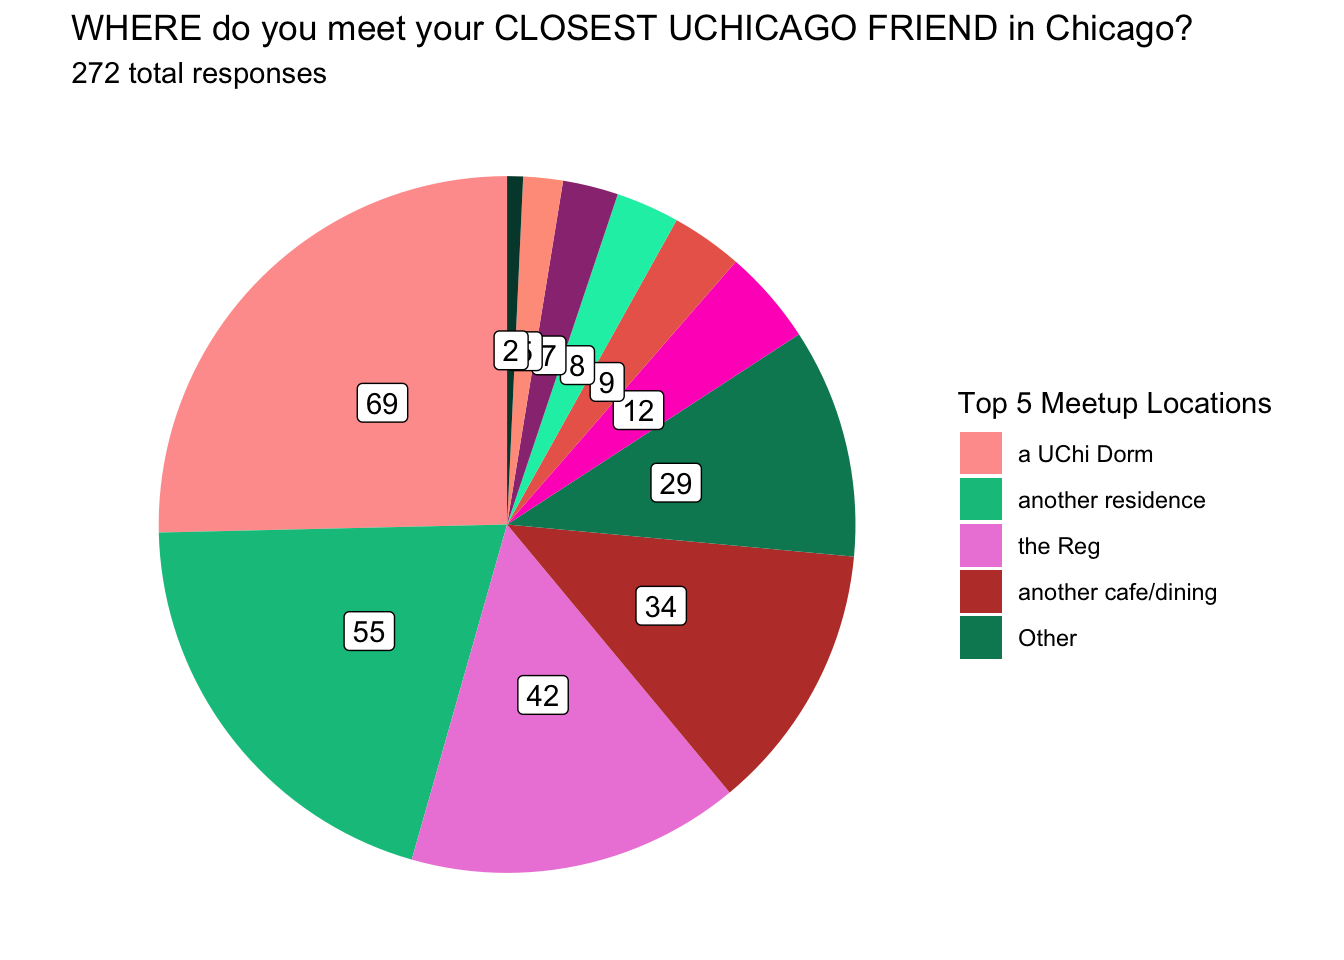 WHERE do you meet your CLOSEST UCHICAGO FRIEND in Chicago?
272 total responses
2
7
8
9
12
69
29
34
55
42
Top 5 Meetup Locations
a UChi Dorm
another residence
the Reg
another cafe/dining
Other